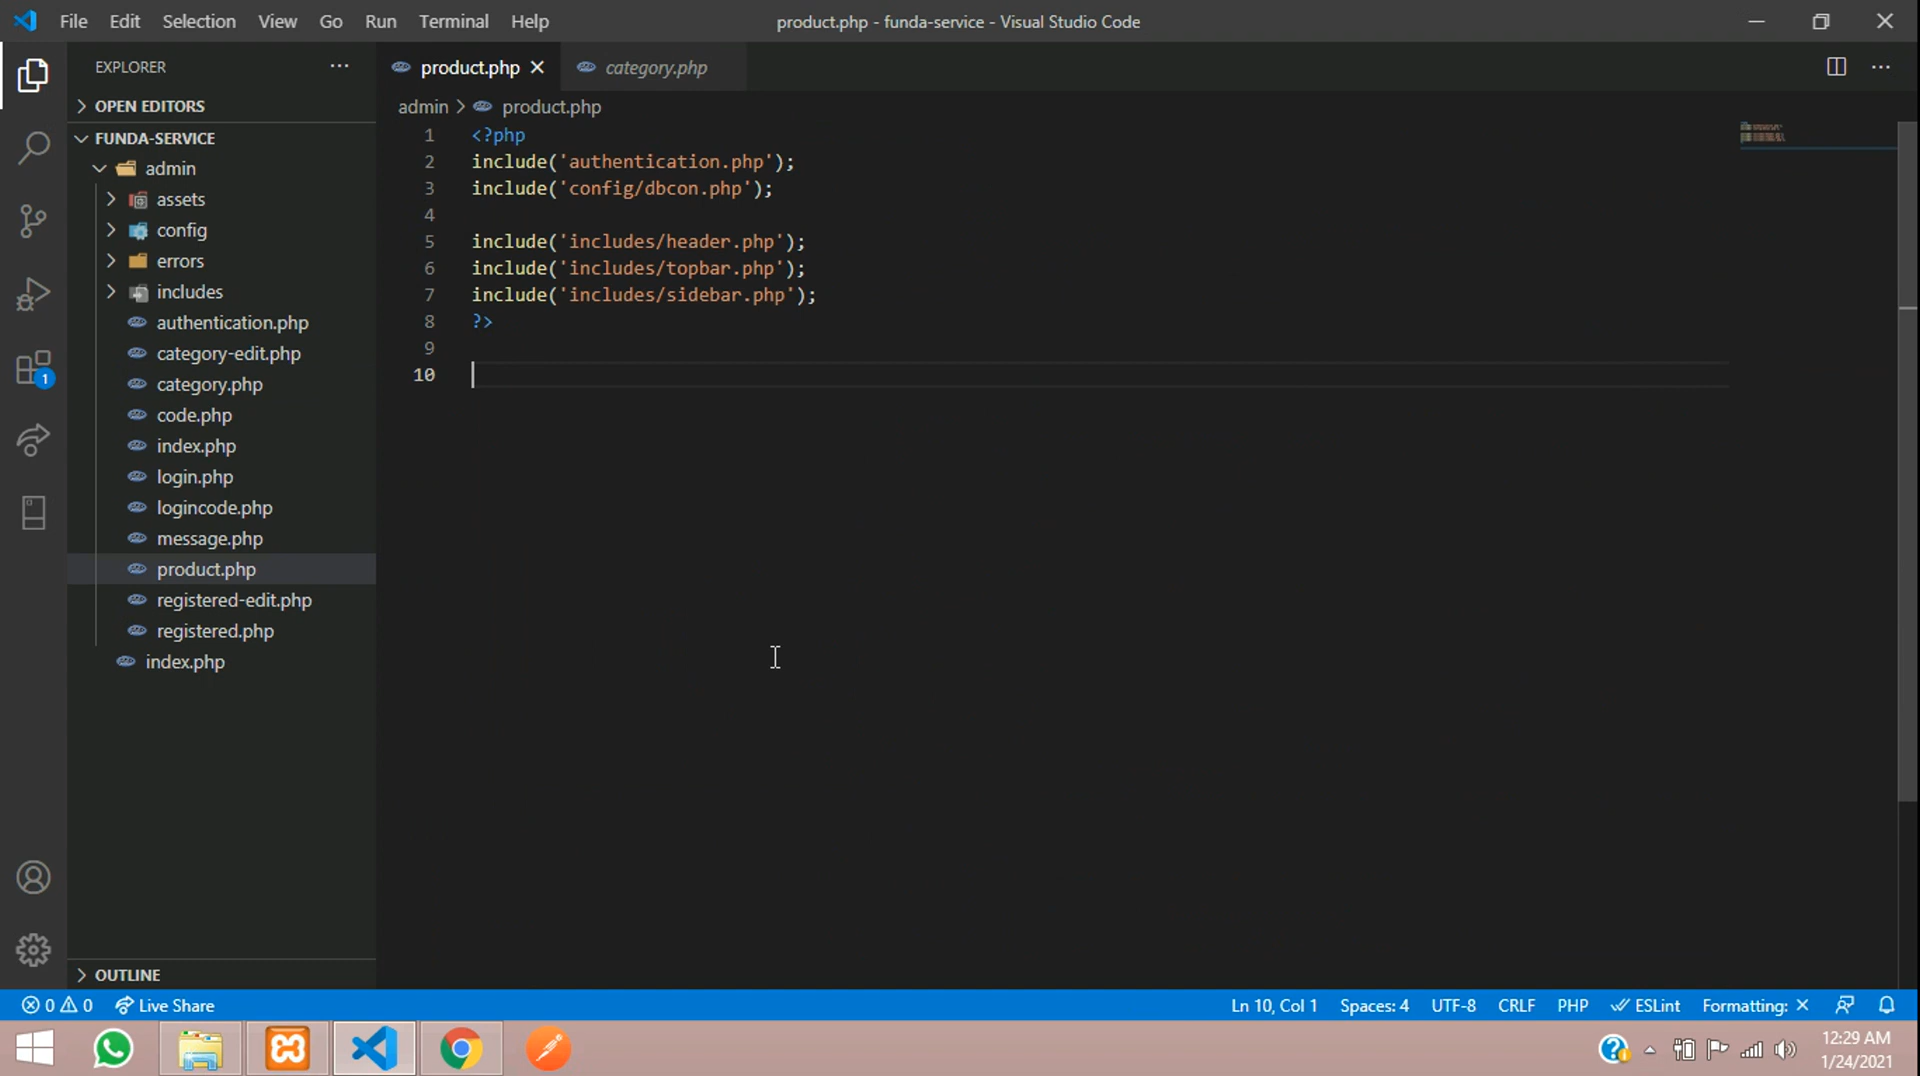 File Edit Selection View Go Run Terminal Help
product.php - funda-service - Visual Studio Code
EXPLORER
OPEN EDITORS
FUNDA-SERVICE
admin
assets
config
errors
includes
authentication.php
category-edit.php
category.php
code.php
index.php
login.php
logincode.php
message.php
product.php
registered-edit.php
registered.php
index.php
OUTLINE
product.php category.php
admin > product.php
1 <?php
2 include('authentication.php');
3 include('config/dbcon.php');
4
5 include('includes/header.php');
6 include('includes/topbar.php');
7 include('includes/sidebar.php');
8 ?>
9
10
1
0 0 Live Share
Ln 10, Col 1 Spaces: 4 UTF-8 CRLF PHP ESLint Formatting: ×
12:29 AM
1/24/2021